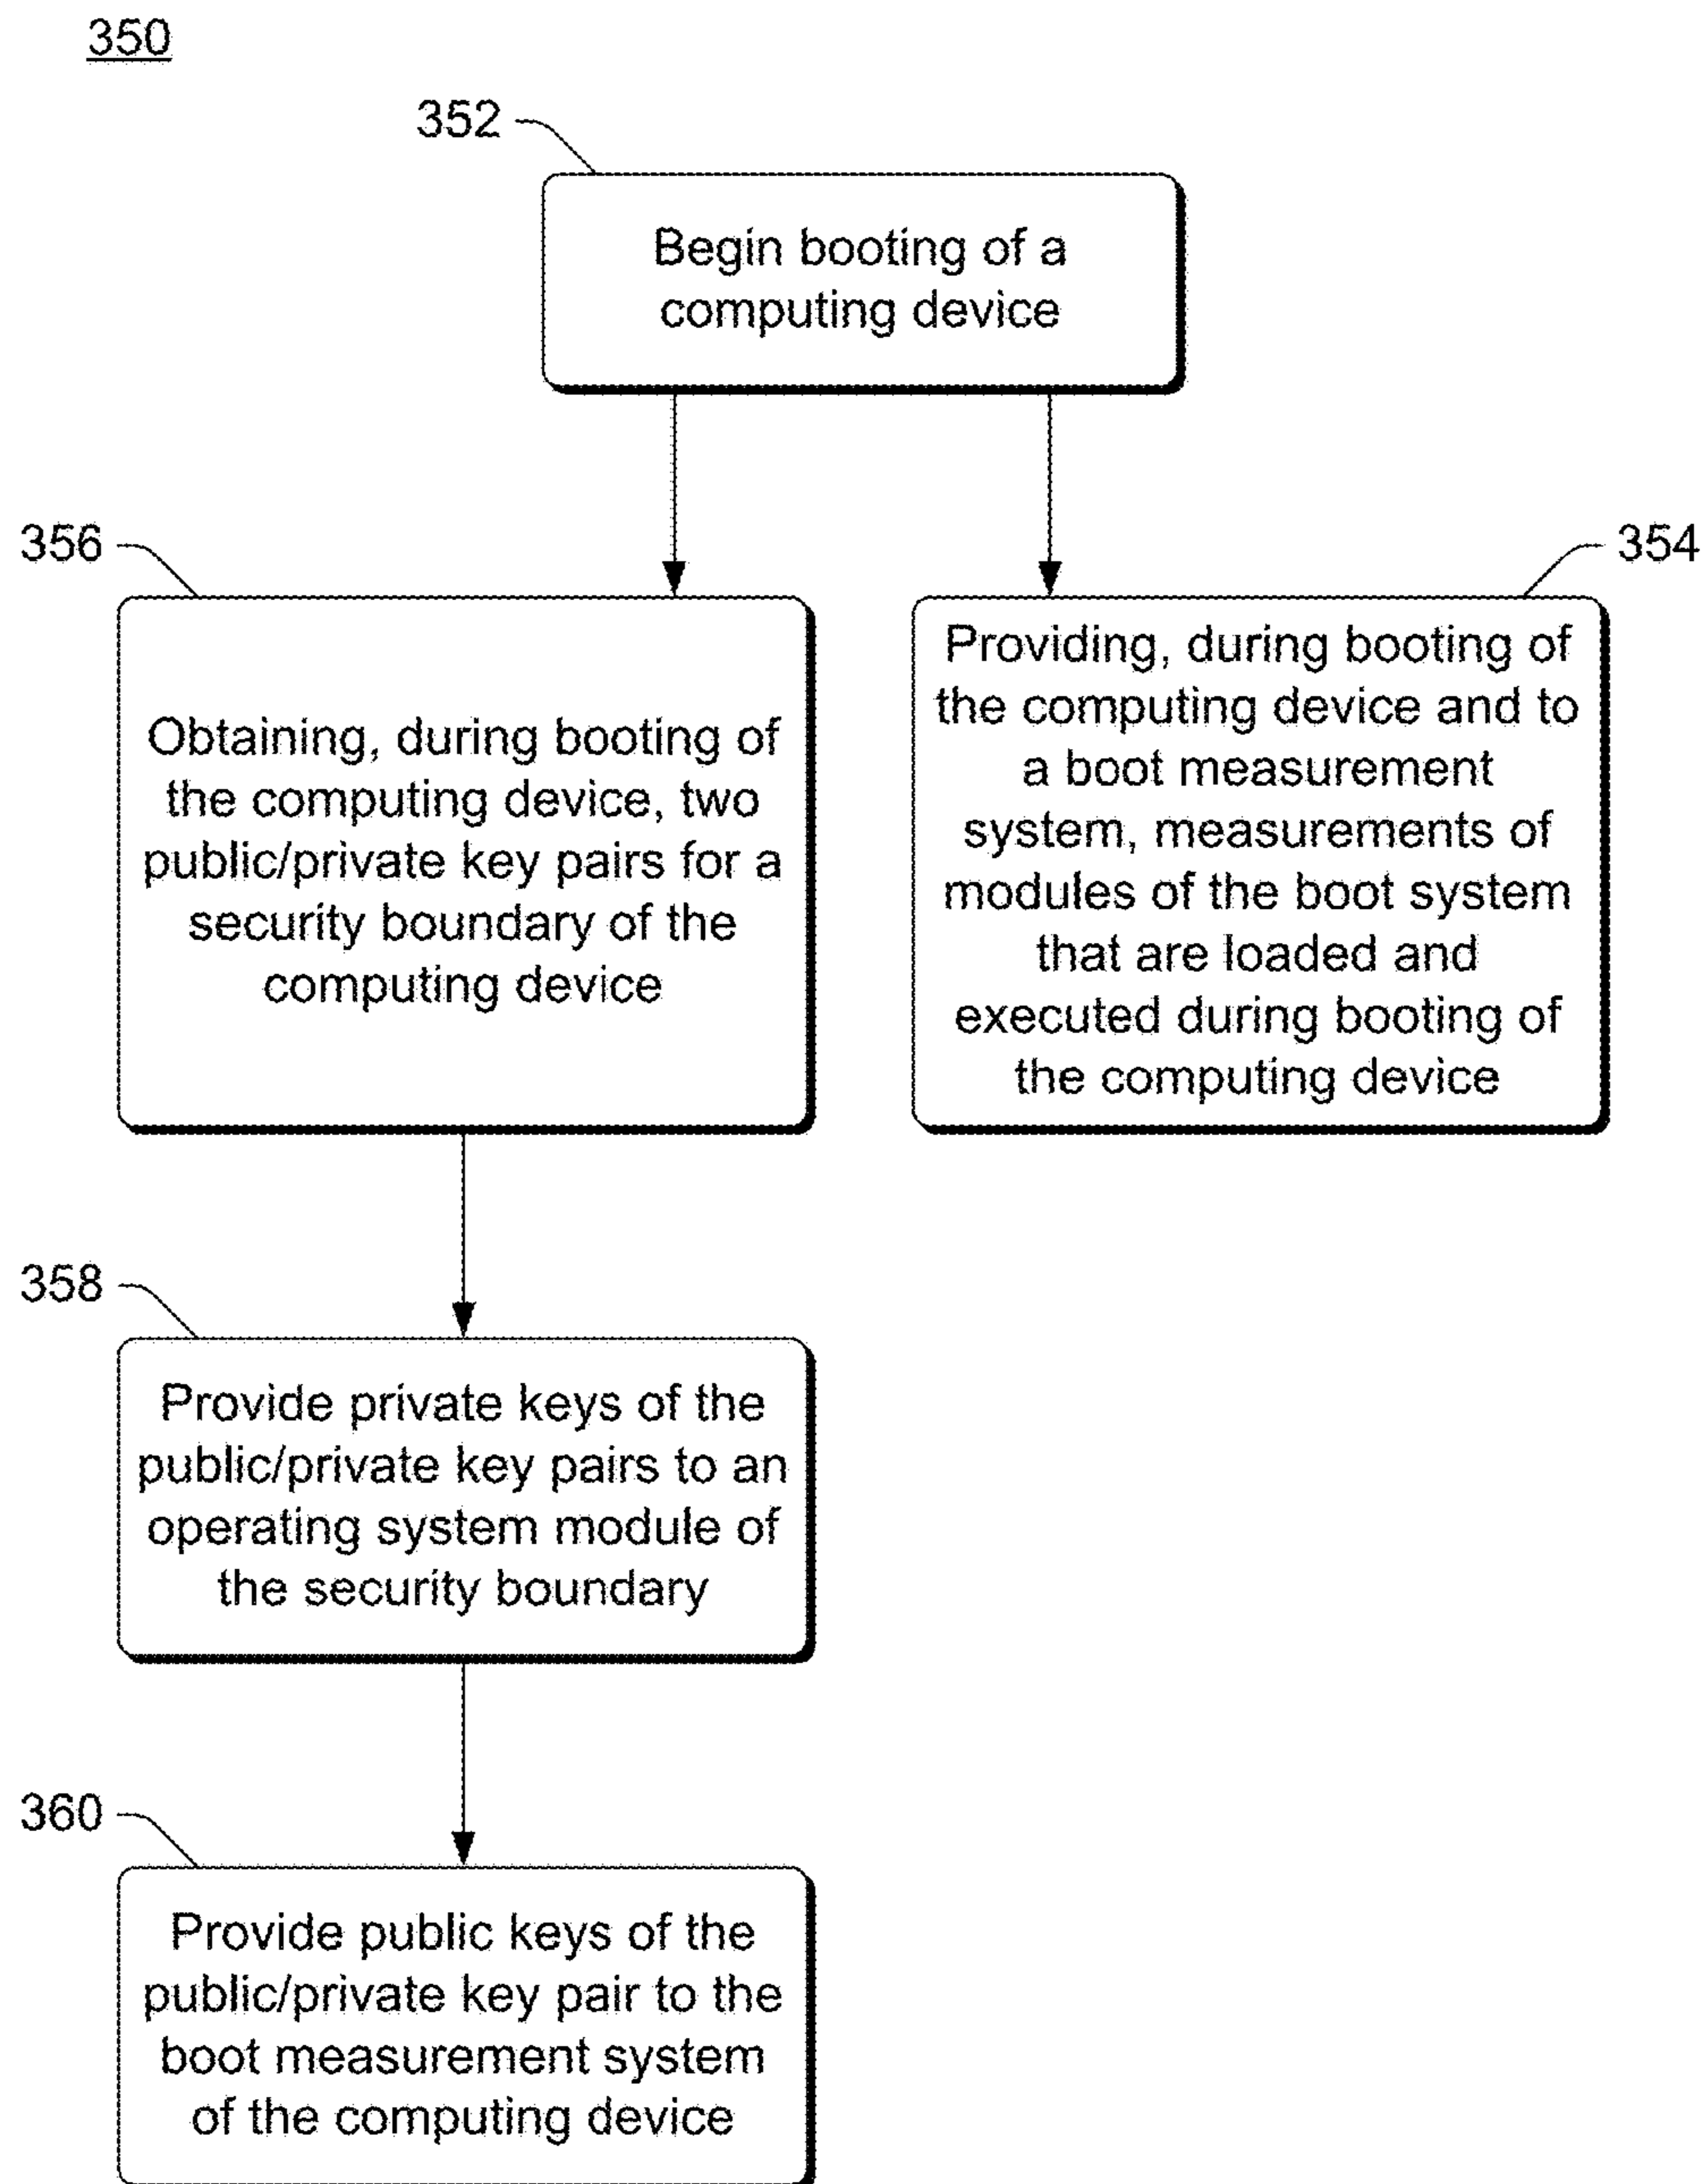 350
352
Begin booting of a
computing device
356
Obtaining, during booting of
the computing device, two
public/private key pairs for a
security boundary of the
computing device
354
Providing, during booting of
the computing device and to
a boot measurement
system, measurements of
modules of the boot system
that are loaded and
executed during booting of
the computing device
358
Provide private keys of the
public/private key pairs to an
operating system module of
the security boundary
360
Provide public keys of the
public/private key pair to the
boot measurement system
of the computing device